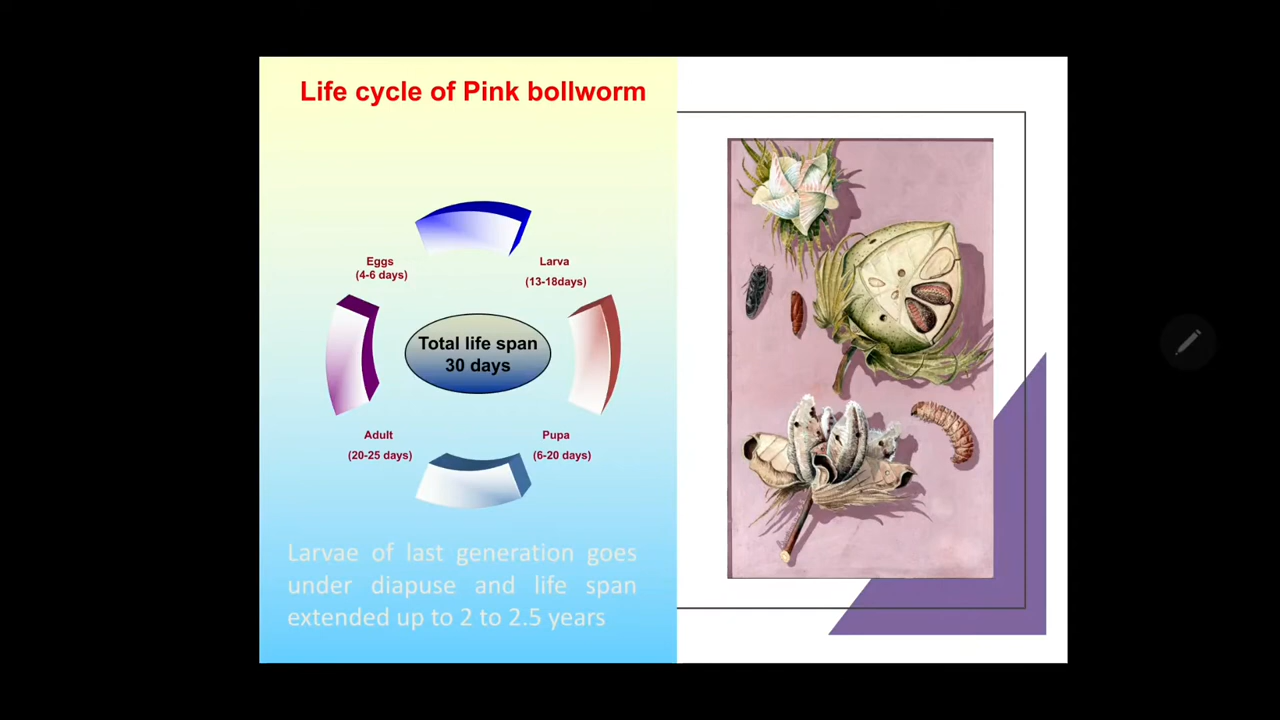 Life cycle of Pink bollworm
Eggs
(4-6 days)
Larva
(13-18days)
Total life span
30 days
Adult
(20-25 days)
Pupa
(6-20 days)
Larvae of last generation goes
under diapuse and life span
extended up to 2 to 2.5 years